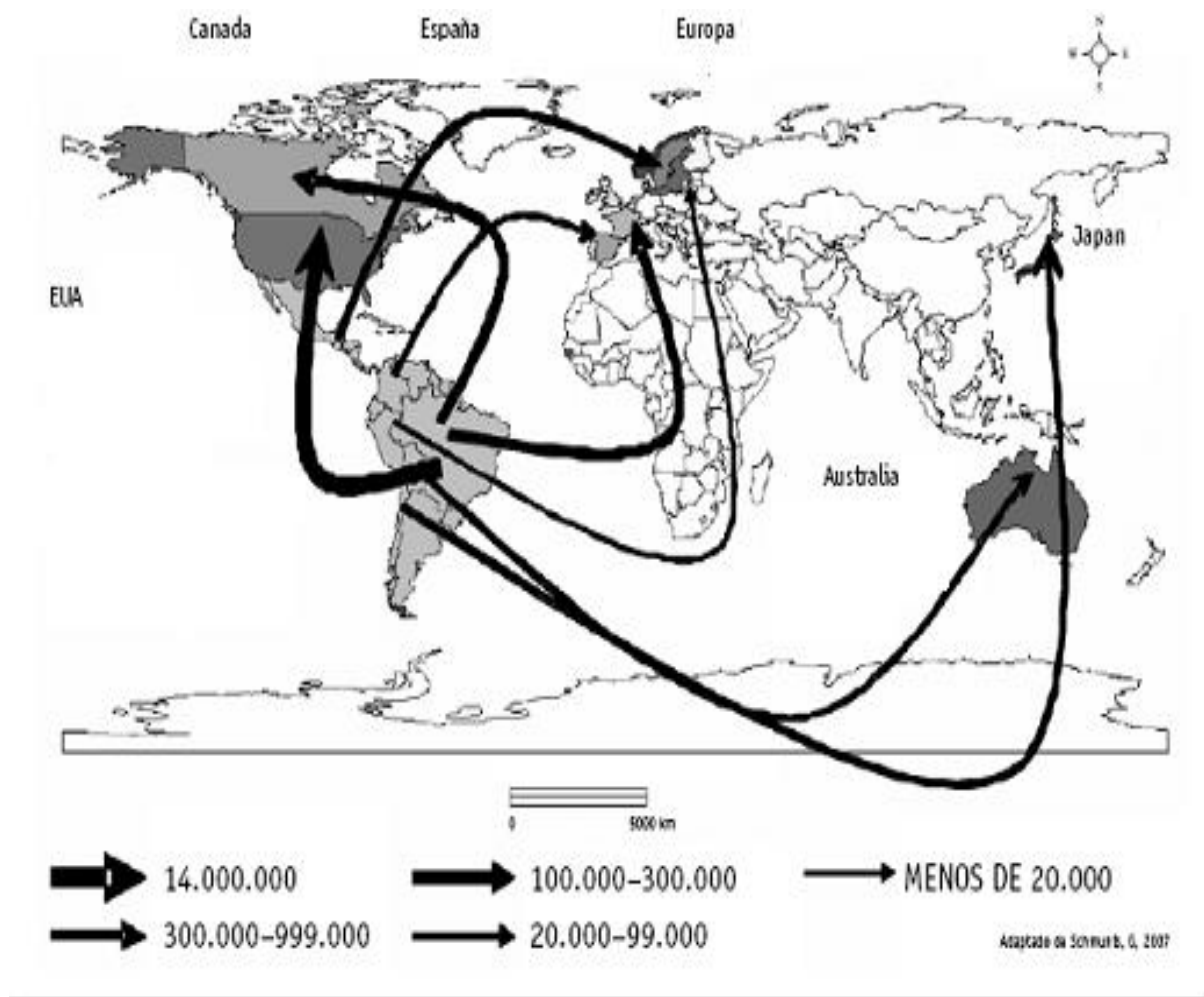 Canada España Europa
N
W E
S
Japan
EUA
Australia
0 5000 km
14.000.000 100.000–300.000 MENOS DE 20.000
300.000–999.000 20.000–99.000
Adaptado de 2007